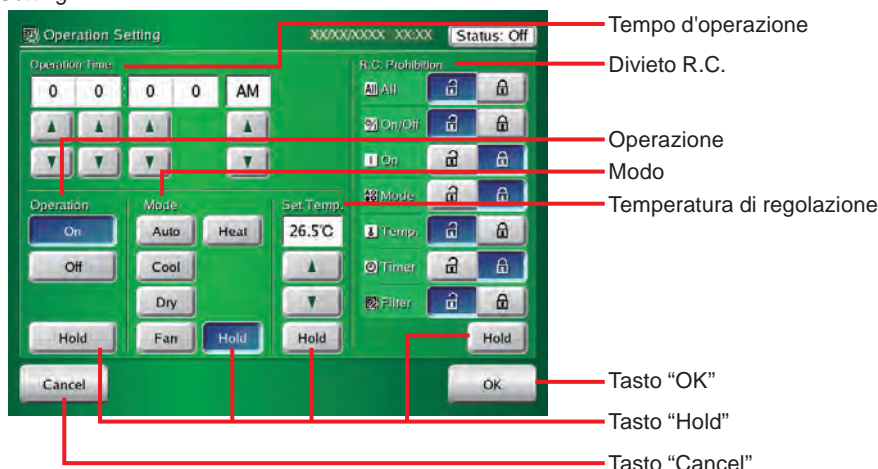 Operation Setting XX/XX/XXXX XX:XX Status: Off
Tempo d'operazione
Operation Time
R.C. Prohibition
Divieto R.C.
0 0 0 0 AM
All All
On/Off
On
Operazione
Mode
Modo
Operation Mode Set Temp.
Temperatura di regolazione
On Auto Heat 26.5°C Temp.
Off Cool Timer
Dry Filter
Hold Fan Hold Hold Hold
Cancel OK
Tasto “OK”
Tasto “Hold”
Tasto “Cancel”